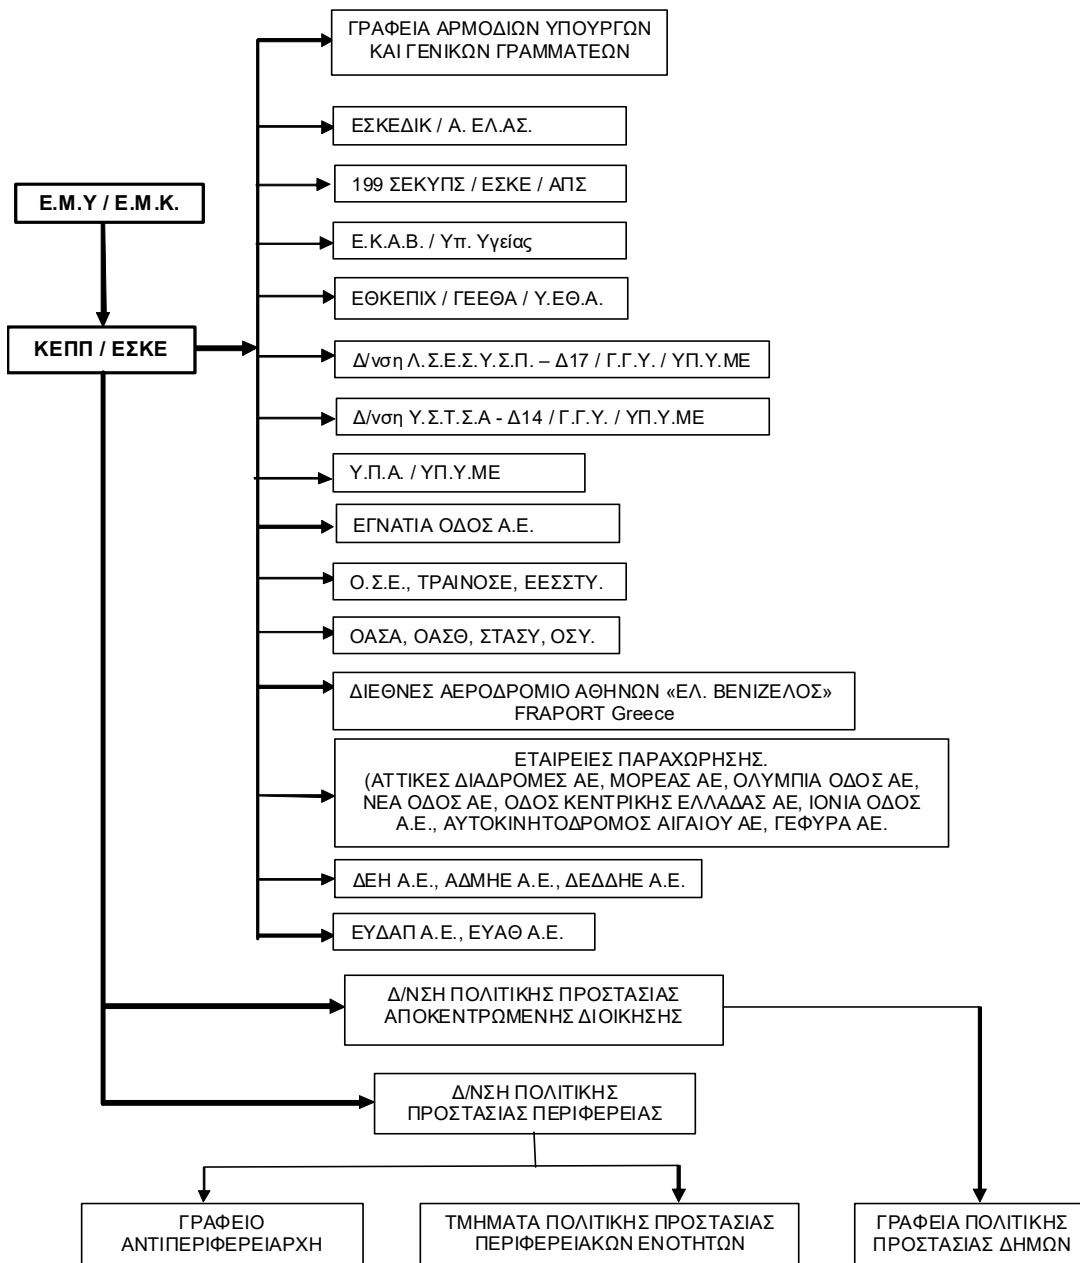 ΓΡΑΦΕΙΑ ΑΡΜΟΔΙΩΝ ΥΠΟΥΡΓΩΝ
ΚΑΙ ΓΕΝΙΚΩΝ ΓΡΑΜΜΑΤΕΩΝ
ΕΣΚΕΔΙΚ / Α. ΕΛ.ΑΣ.
199 ΣΕΚΥΠΣ / ΕΣΚΕ / ΑΠΣ
Ε.Μ.Υ / Ε.Μ.Κ.
Ε.Κ.Α.Β. / Υπ. Υγείας
ΕΘΚΕΠΙΧ / ΓΕΕΘΑ / Υ.ΕΘ.Α.
ΚΕΠΠ / ΕΣΚΕ
Δ/νση Λ.Σ.Ε.Σ.Υ.Σ.Π. – Δ17 / Γ.Γ.Υ. / ΥΠ.Υ.ΜΕ
Δ/νση Υ.Σ.Τ.Σ.Α - Δ14 / Γ.Γ.Υ. / ΥΠ.Υ.ΜΕ
Υ.Π.Α. / ΥΠ.Υ.ΜΕ
ΕΓΝΑΤΙΑ ΟΔΟΣ Α.Ε.
Ο.Σ.Ε., ΤΡΑΙΝΟΣΕ, ΕΕΣΣΤΥ.
ΟΑΣΑ, ΟΑΣΘ, ΣΤΑΣΥ, ΟΣΥ.
ΔΙΕΘΝΕΣ ΑΕΡΟΔΡΟΜΙΟ ΑΘΗΝΩΝ «ΕΛ. ΒΕΝΙΖΕΛΟΣ»
FRAPORT Greece
ΕΤΑΙΡΕΙΕΣ ΠΑΡΑΧΩΡΗΣΗΣ.
(ΑΤΤΙΚΕΣ ΔΙΑΔΡΟΜΕΣ ΑΕ, ΜΟΡΕΑΣ ΑΕ, ΟΛΥΜΠΙΑ ΟΔΟΣ ΑΕ,
ΝΕΑ ΟΔΟΣ ΑΕ, ΟΔΟΣ ΚΕΝΤΡΙΚΗΣ ΕΛΛΑΔΑΣ ΑΕ, ΙΟΝΙΑ ΟΔΟΣ
Α.Ε., ΑΥΤΟΚΙΝΗΤΟΔΡΟΜΟΣ ΑΙΓΑΙΟΥ ΑΕ, ΓΕΦΥΡΑ ΑΕ.
ΔΕΗ Α.Ε., ΑΔΜΗΕ Α.Ε., ΔΕΔΔΗΕ Α.Ε.
ΕΥΔΑΠ Α.Ε., ΕΥΑΘ Α.Ε.
Δ/ΝΣΗ ΠΟΛΙΤΙΚΗΣ ΠΡΟΣΤΑΣΙΑΣ
ΑΠΟΚΕΝΤΡΩΜΕΝΗΣ ΔΙΟΙΚΗΣΗΣ
Δ/ΝΣΗ ΠΟΛΙΤΙΚΗΣ
ΠΡΟΣΤΑΣΙΑΣ ΠΕΡΙΦΕΡΕΙΑΣ
ΓΡΑΦΕΙΟ
ΑΝΤΙΠΕΡΙΦΕΡΕΙΑΡΧΗ
ΤΜΗΜΑΤΑ ΠΟΛΙΤΙΚΗΣ ΠΡΟΣΤΑΣΙΑΣ
ΠΕΡΙΦΕΡΕΙΑΚΩΝ ΕΝΟΤΗΤΩΝ
ΓΡΑΦΕΙΑ ΠΟΛΙΤΙΚΗΣ
ΠΡΟΣΤΑΣΙΑΣ ΔΗΜΩΝ